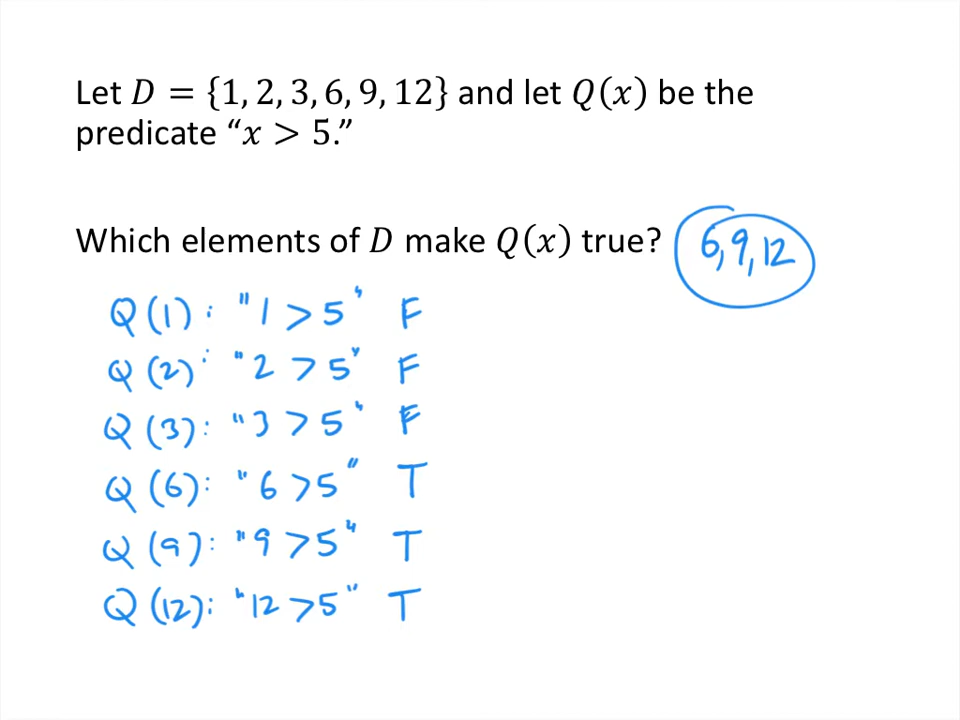 Let D = {1, 2, 3, 6, 9, 12} and let Q(x) be the
predicate “x > 5.”
Which elements of D make Q(x) true? 6, 9, 12
Q(1): "1 > 5" F
Q(2): "2 > 5" F
Q(3): "3 > 5" F
Q(6): "6 > 5" T
Q(9): "9 > 5" T
Q(12): "12 > 5" T